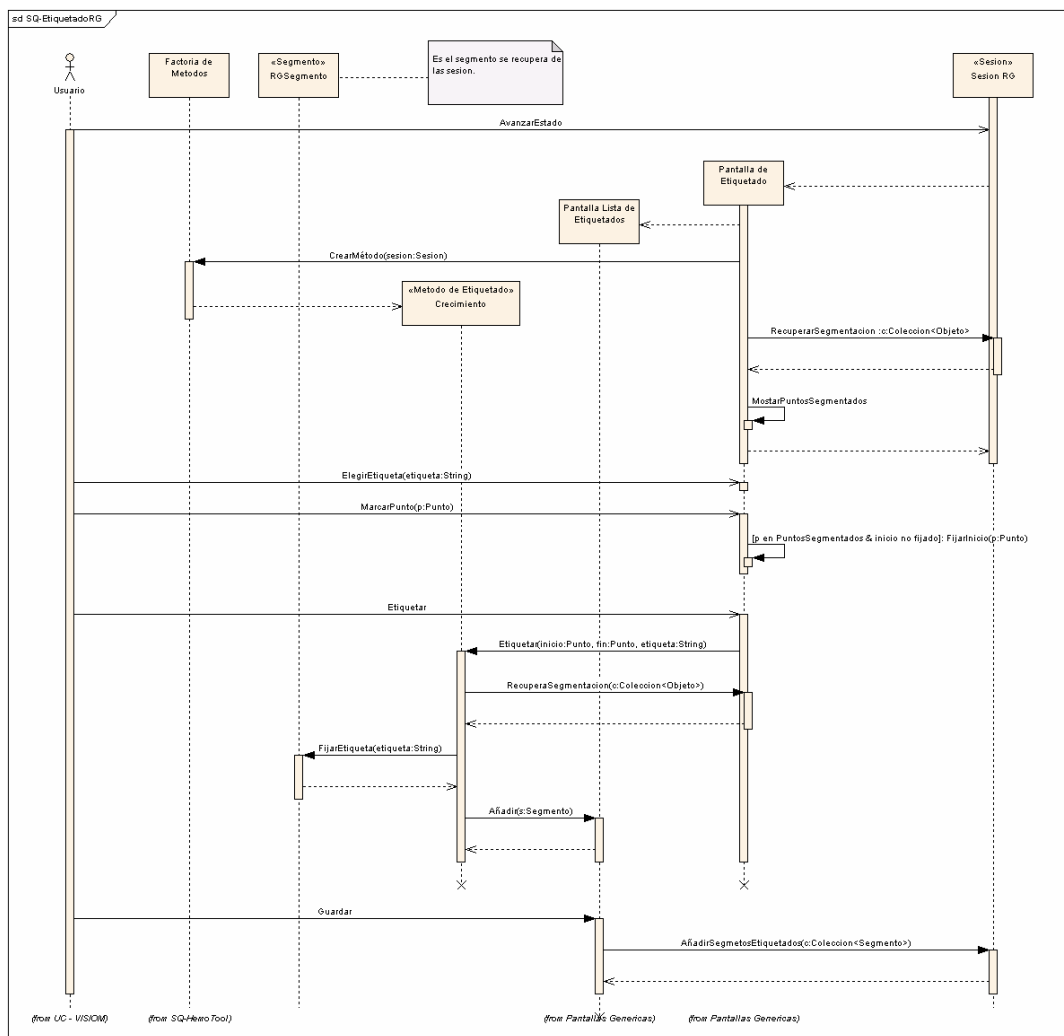 sd SQ-EtiquetadoRG
Usuario
Factoria de
Metodos
«Segmento»
RGSegmento
Es el segmento se recupera de
las sesion.
«Sesion»
Sesion RG
AvanzarEstado
Pantalla de
Etiquetado
Pantalla Lista de
Etiquetados
CrearMétodo(sesion:Sesion)
«Metodo de Etiquetado»
Crecimiento
RecuperarSegmentacion :c:Coleccion<Objeto>
MostarPuntosSegmentados
ElegirEtiqueta(etiqueta:String)
MarcarPunto(p:Punto)
[p en PuntosSegmentados & inicio no fijado]: FijarInicio(p:Punto)
Etiquetar
Etiquetar(inicio:Punto, fin:Punto, etiqueta:String)
RecuperaSegmentacion(c:Coleccion<Objeto>)
FijarEtiqueta(etiqueta:String)
Añadir(s:Segmento)
Guardar
AñadirSegmetosEtiquetados(c:Coleccion<Segmento>)
(from UC - VISIOM)
(from SQ-HemoTool)
(from Pantallas Genericas)
(from Pantallas Genericas)